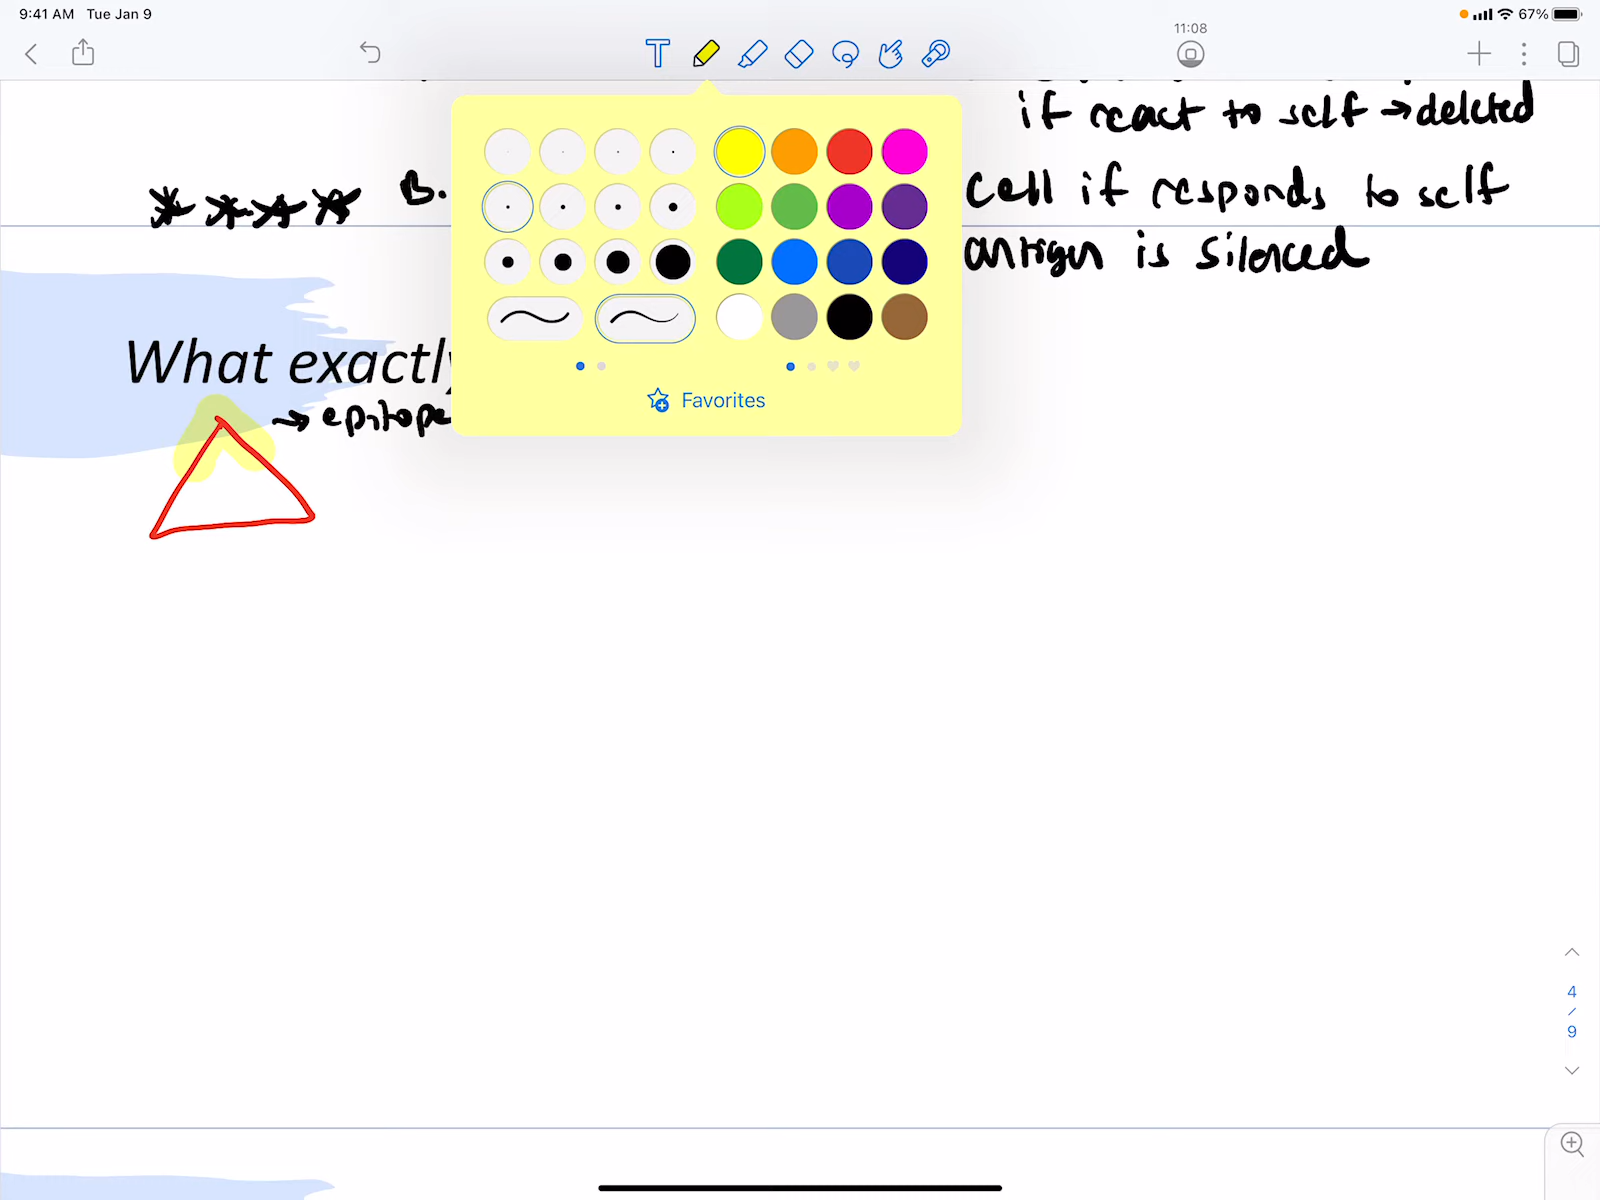 9:41 AM Tue Jan 9
67%
11:08
if react to self → deleted
B.
cell if responds to self
antigen is silenced
What exactly
→ epitope
Favorites
4
/
9